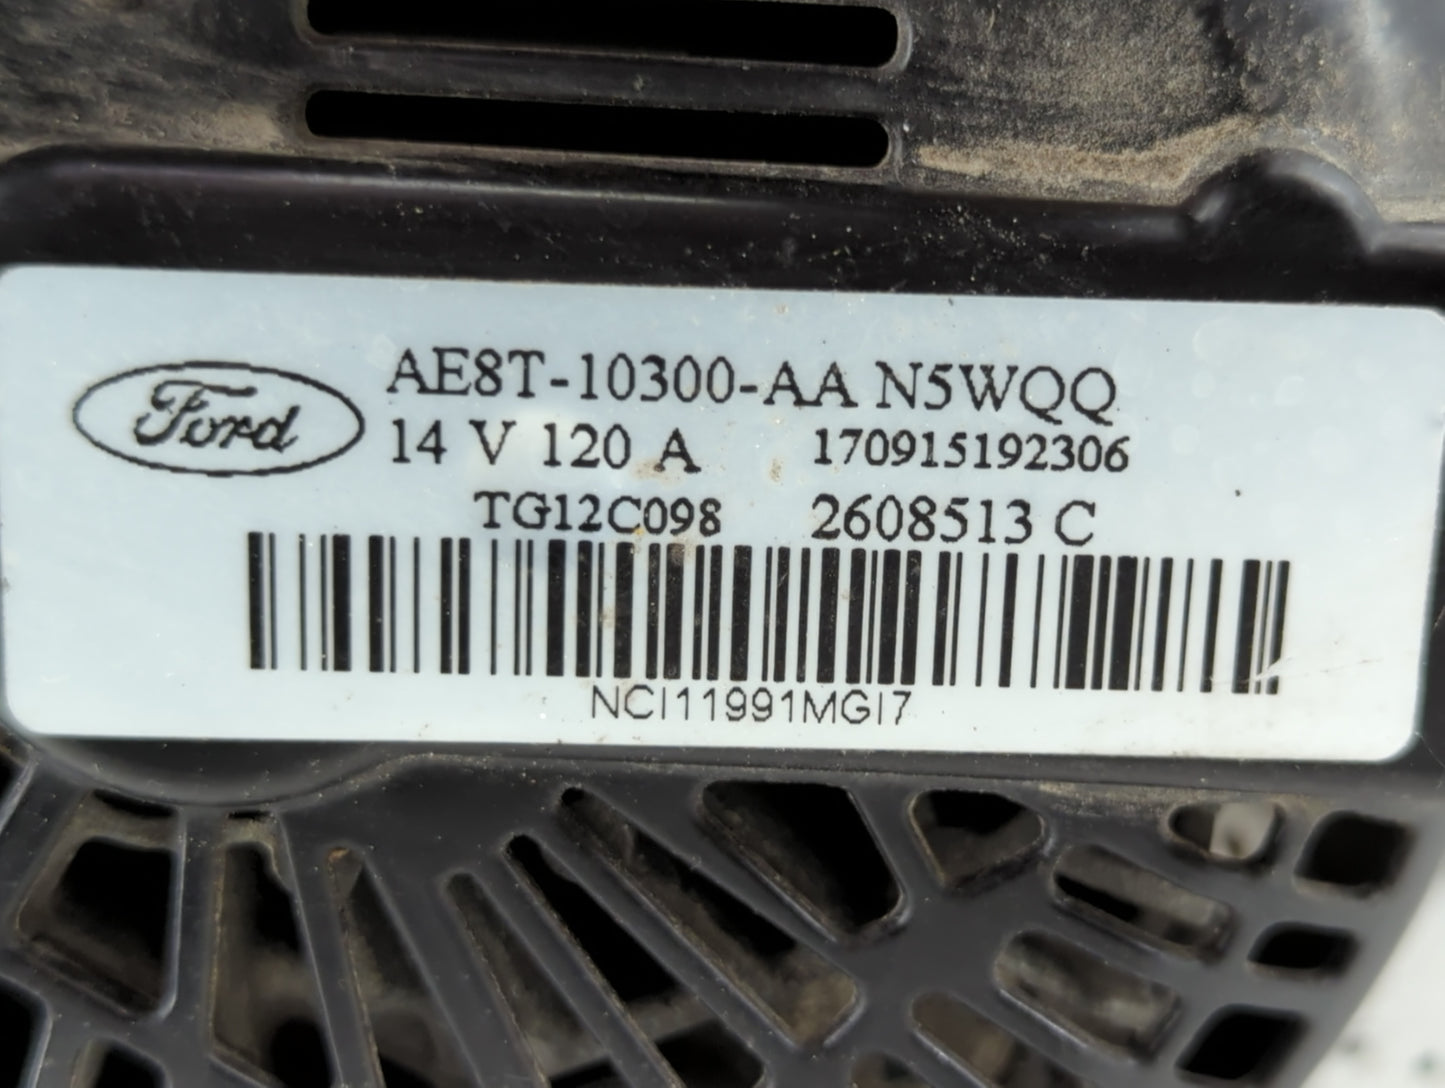 Ford
AE8T-10300-AA N5WQQ
14 V 120 A 170915192306
TG12C098 2608513 C
NCI11991MGI7